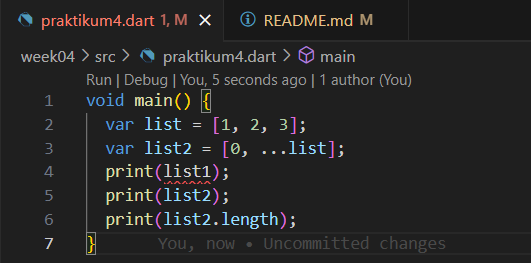 praktikum4.dart 1, M README.md M
week04 > src > praktikum4.dart > main
Run | Debug | You, 5 seconds ago | 1 author (You)
1 void main() {
2 var list = [1, 2, 3];
3 var list2 = [0, ...list];
4 print(list1);
5 print(list2);
6 print(list2.length);
7 } You, now • Uncommitted changes